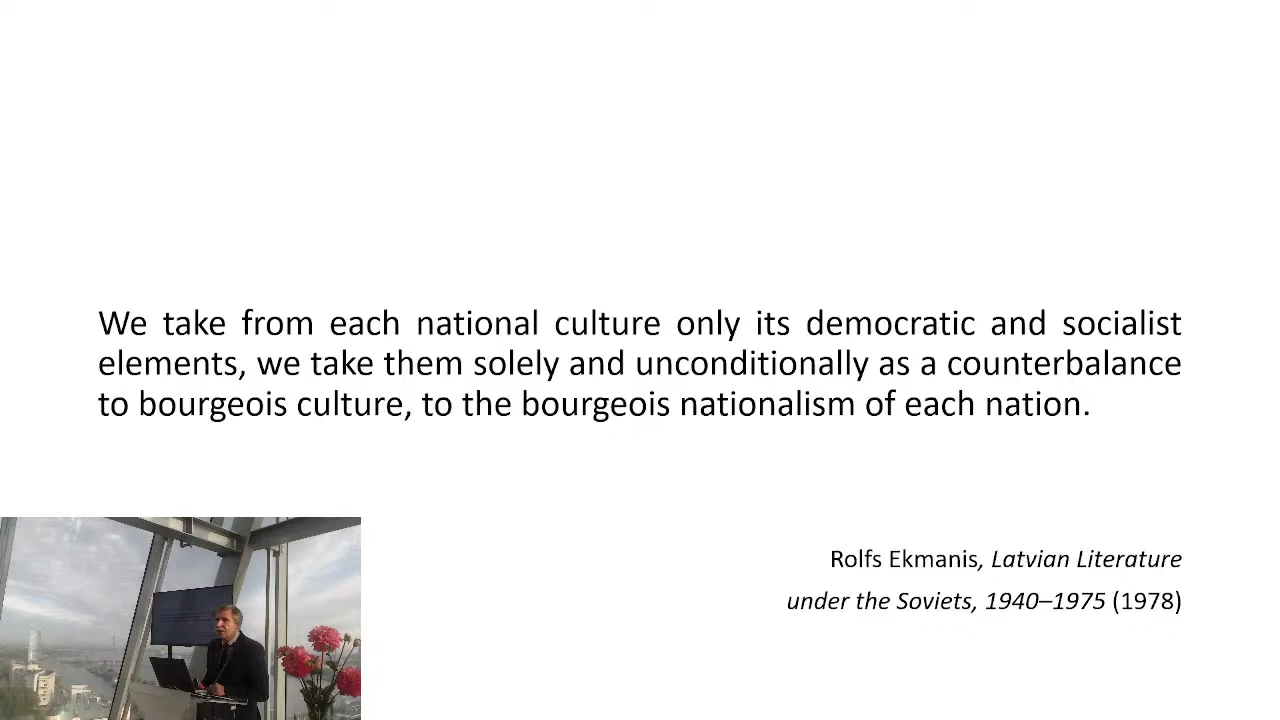 We take from each national culture only its democratic and socialist
elements, we take them solely and unconditionally as a counterbalance
to bourgeois culture, to the bourgeois nationalism of each nation.
Rolfs Ekmanis, Latvian Literature
under the Soviets, 1940–1975 (1978)